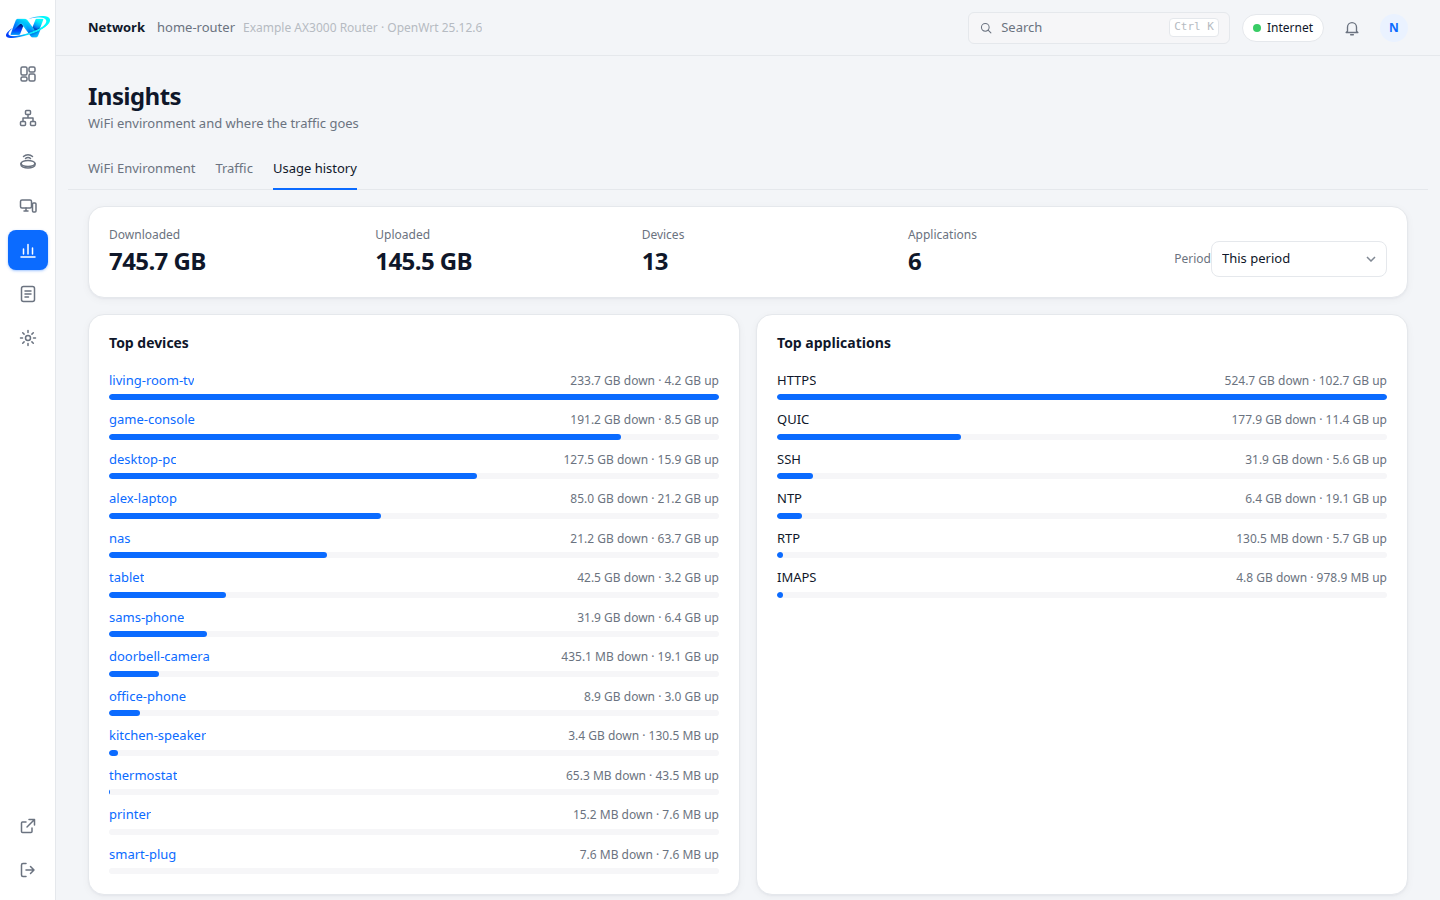 Network home-router Example AX3000 Router · OpenWrt 25.12.6 Search Ctrl K Internet N
Insights
WiFi environment and where the traffic goes
WiFi Environment Traffic Usage history
Downloaded Uploaded Devices Applications
745.7 GB 145.5 GB 13 6 Period This period
Top devices
living-room-tv 233.7 GB down · 4.2 GB up
game-console 191.2 GB down · 8.5 GB up
desktop-pc 127.5 GB down · 15.9 GB up
alex-laptop 85.0 GB down · 21.2 GB up
nas 21.2 GB down · 63.7 GB up
tablet 42.5 GB down · 3.2 GB up
sams-phone 31.9 GB down · 6.4 GB up
doorbell-camera 435.1 MB down · 19.1 GB up
office-phone 8.9 GB down · 3.0 GB up
kitchen-speaker 3.4 GB down · 130.5 MB up
thermostat 65.3 MB down · 43.5 MB up
printer 15.2 MB down · 7.6 MB up
smart-plug 7.6 MB down · 7.6 MB up
Top applications
HTTPS 524.7 GB down · 102.7 GB up
QUIC 177.9 GB down · 11.4 GB up
SSH 31.9 GB down · 5.6 GB up
NTP 6.4 GB down · 19.1 GB up
RTP 130.5 MB down · 5.7 GB up
IMAPS 4.8 GB down · 978.9 MB up